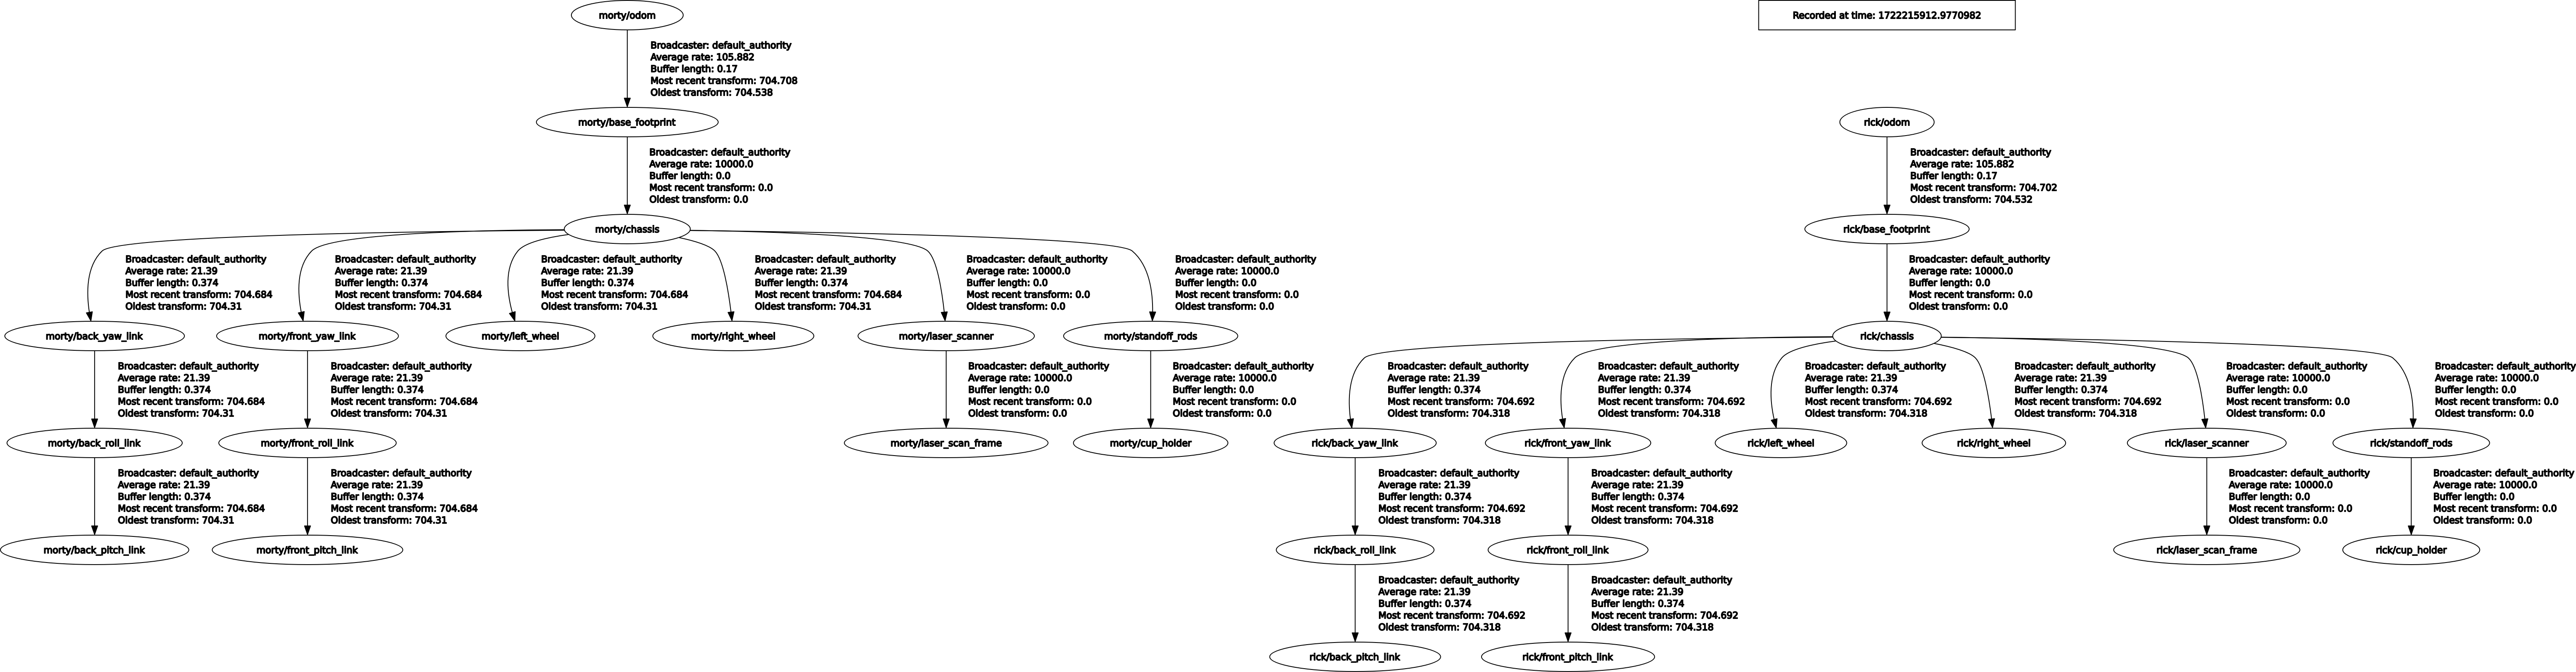 morty/odom
Recorded at time: 1722215912.9770982
Broadcaster: default_authority
Average rate: 105.882
Buffer length: 0.17
Most recent transform: 704.708
Oldest transform: 704.538
morty/base_footprint
Broadcaster: default_authority
Average rate: 10000.0
Buffer length: 0.0
Most recent transform: 0.0
Oldest transform: 0.0
morty/chassis
Broadcaster: default_authority
Average rate: 21.39
Buffer length: 0.374
Most recent transform: 704.684
Oldest transform: 704.31
morty/back_yaw_link
Broadcaster: default_authority
Average rate: 21.39
Buffer length: 0.374
Most recent transform: 704.684
Oldest transform: 704.31
morty/front_yaw_link
Broadcaster: default_authority
Average rate: 21.39
Buffer length: 0.374
Most recent transform: 704.684
Oldest transform: 704.31
morty/left_wheel
Broadcaster: default_authority
Average rate: 21.39
Buffer length: 0.374
Most recent transform: 704.684
Oldest transform: 704.31
morty/right_wheel
Broadcaster: default_authority
Average rate: 10000.0
Buffer length: 0.0
Most recent transform: 0.0
Oldest transform: 0.0
morty/laser_scanner
Broadcaster: default_authority
Average rate: 10000.0
Buffer length: 0.0
Most recent transform: 0.0
Oldest transform: 0.0
morty/standoff_rods
Broadcaster: default_authority
Average rate: 21.39
Buffer length: 0.374
Most recent transform: 704.684
Oldest transform: 704.31
morty/back_roll_link
Broadcaster: default_authority
Average rate: 21.39
Buffer length: 0.374
Most recent transform: 704.684
Oldest transform: 704.31
morty/front_roll_link
Broadcaster: default_authority
Average rate: 10000.0
Buffer length: 0.0
Most recent transform: 0.0
Oldest transform: 0.0
morty/laser_scan_frame
Broadcaster: default_authority
Average rate: 10000.0
Buffer length: 0.0
Most recent transform: 0.0
Oldest transform: 0.0
morty/cup_holder
Broadcaster: default_authority
Average rate: 21.39
Buffer length: 0.374
Most recent transform: 704.684
Oldest transform: 704.31
morty/back_pitch_link
Broadcaster: default_authority
Average rate: 21.39
Buffer length: 0.374
Most recent transform: 704.684
Oldest transform: 704.31
morty/front_pitch_link
rick/odom
Broadcaster: default_authority
Average rate: 105.882
Buffer length: 0.17
Most recent transform: 704.702
Oldest transform: 704.532
rick/base_footprint
Broadcaster: default_authority
Average rate: 10000.0
Buffer length: 0.0
Most recent transform: 0.0
Oldest transform: 0.0
rick/chassis
Broadcaster: default_authority
Average rate: 21.39
Buffer length: 0.374
Most recent transform: 704.692
Oldest transform: 704.318
rick/back_yaw_link
Broadcaster: default_authority
Average rate: 21.39
Buffer length: 0.374
Most recent transform: 704.692
Oldest transform: 704.318
rick/front_yaw_link
Broadcaster: default_authority
Average rate: 21.39
Buffer length: 0.374
Most recent transform: 704.692
Oldest transform: 704.318
rick/left_wheel
Broadcaster: default_authority
Average rate: 21.39
Buffer length: 0.374
Most recent transform: 704.692
Oldest transform: 704.318
rick/right_wheel
Broadcaster: default_authority
Average rate: 10000.0
Buffer length: 0.0
Most recent transform: 0.0
Oldest transform: 0.0
rick/laser_scanner
Broadcaster: default_authority
Average rate: 10000.0
Buffer length: 0.0
Most recent transform: 0.0
Oldest transform: 0.0
rick/standoff_rods
Broadcaster: default_authority
Average rate: 21.39
Buffer length: 0.374
Most recent transform: 704.692
Oldest transform: 704.318
rick/back_roll_link
Broadcaster: default_authority
Average rate: 21.39
Buffer length: 0.374
Most recent transform: 704.692
Oldest transform: 704.318
rick/front_roll_link
Broadcaster: default_authority
Average rate: 10000.0
Buffer length: 0.0
Most recent transform: 0.0
Oldest transform: 0.0
rick/laser_scan_frame
Broadcaster: default_authority
Average rate: 10000.0
Buffer length: 0.0
Most recent transform: 0.0
Oldest transform: 0.0
rick/cup_holder
Broadcaster: default_authority
Average rate: 21.39
Buffer length: 0.374
Most recent transform: 704.692
Oldest transform: 704.318
rick/back_pitch_link
Broadcaster: default_authority
Average rate: 21.39
Buffer length: 0.374
Most recent transform: 704.692
Oldest transform: 704.318
rick/front_pitch_link